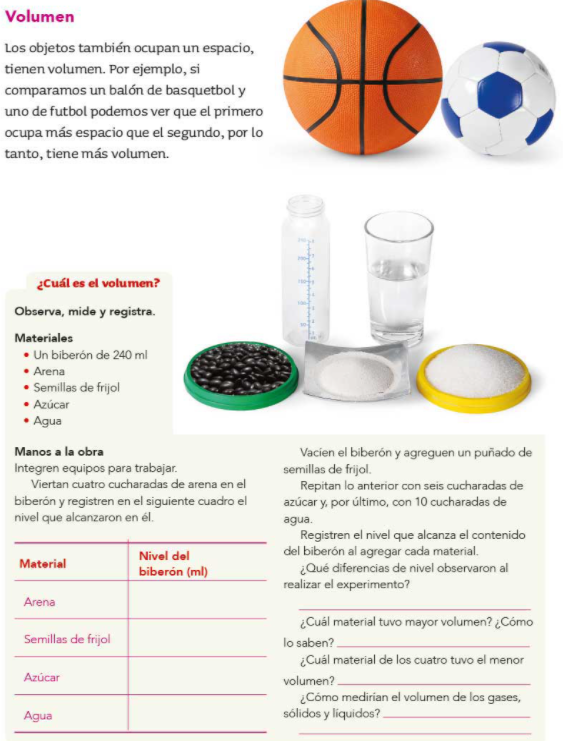 Volumen
Los objetos también ocupan un espacio,
tienen volumen. Por ejemplo, si
comparamos un balón de basquetbol y
uno de futbol podemos ver que el primero
ocupa más espacio que el segundo, por lo
tanto, tiene más volumen.
¿Cuál es el volumen?
Observa, mide y registra.
Materiales
• Un biberón de 240 ml
• Arena
• Semillas de frijol
• Azúcar
• Agua
Manos a la obra
Integren equipos para trabajar.
Viertan cuatro cucharadas de arena en el
biberón y registren en el siguiente cuadro el
nivel que alcanzaron en él.
Material
Nivel del
biberón (ml)
Arena
Semillas de frijol
Azúcar
Agua
Vacíen el biberón y agreguen un puñado de
semillas de frijol.
Repitan lo anterior con seis cucharadas de
azúcar y, por último, con 10 cucharadas de
agua.
Registren el nivel que alcanza el contenido
del biberón al agregar cada material.
¿Qué diferencias de nivel observaron al
realizar el experimento?
¿Cuál material tuvo mayor volumen? ¿Cómo
lo saben?
¿Cuál material de los cuatro tuvo el menor
volumen?
¿Cómo medirían el volumen de los gases,
sólidos y líquidos?